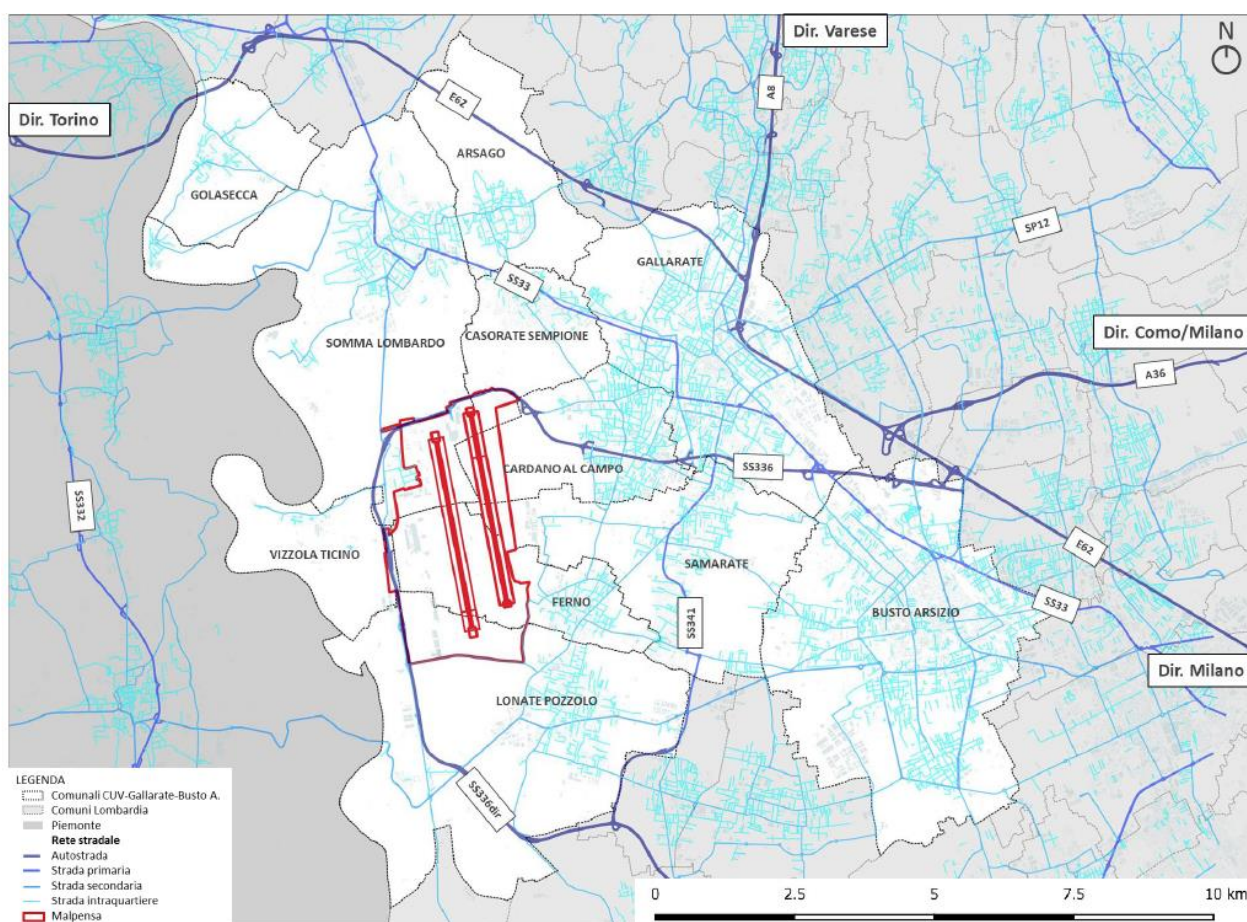 Dir. Varese
N
A8
E62
Dir. Torino
ARSAGO
GOLASECCA
SP12
GALLARATE
SS33
Dir. Como/Milano
SOMMA LOMBARDO
CASORATE SEMPIONE
A36
SS336
CARDANO AL CAMPO
SS332
VIZZOLA TICINO
SAMARATE
E62
FERNO
BUSTO ARSIZIO
SS33
SS341
Dir. Milano
LONATE POZZOLO
SS336dir
LEGENDA
Comunali CUV-Gallarate-Busto A.
Comuni Lombardia
Piemonte
Rete stradale
Autostrada
Strada primaria
Strada secondaria
Strada intraquartiere
Malpensa
0 2.5 5 7.5 10 km